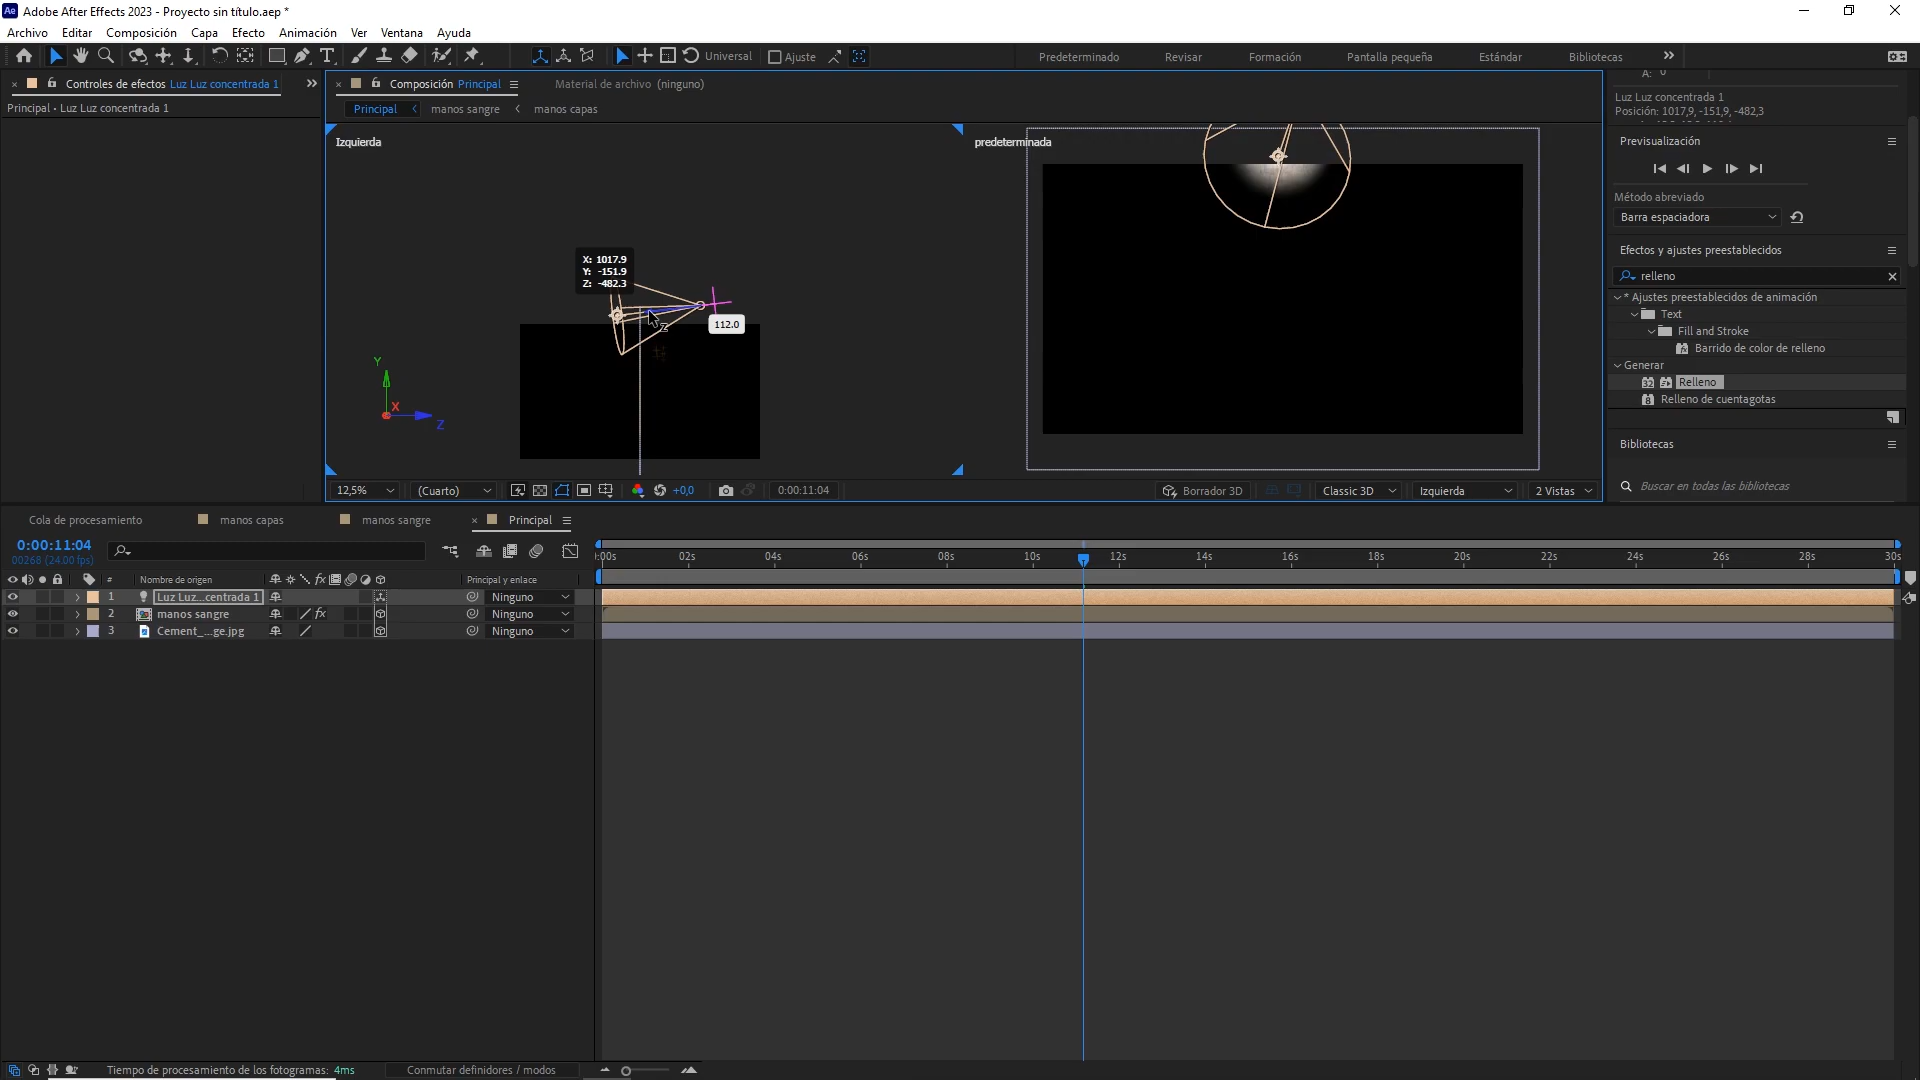 Adobe After Effects 2023 - Proyecto sin título.aep *
Archivo Editar Composición Capa Efecto Animación Ver Ventana Ayuda
Universal Ajuste Predeterminado Revisar Formación Pantalla pequeña Estándar Bibliotecas
Controles de efectos Luz Luz concentrada 1
Principal • Luz Luz concentrada 1
Composición Principal
Material de archivo (ninguno)
Principal manos sangre manos capas
Izquierda
predeterminada
X: 1017.9
Y: -151.9
Z: -482.3
112.0
Y
X
Z
12,5% (Cuarto) +0,0 0:00:11:04 Borrador 3D Classic 3D Izquierda 2 Vistas
A: 0
Luz Luz concentrada 1
Posición: 1017,9, -151,9, -482,3
Previsualización
Método abreviado
Barra espaciadora
Efectos y ajustes preestablecidos
relleno
* Ajustes preestablecidos de animación
Text
Fill and Stroke
Barrido de color de relleno
Generar
Relleno
Relleno de cuentagotas
Bibliotecas
Buscar en todas las bibliotecas
Cola de procesamiento manos capas manos sangre Principal
0:00:11:04
00268 (24.00 fps)
:00s 02s 04s 06s 08s 10s 12s 14s 16s 18s 20s 22s 24s 26s 28s 30s
# Nombre de origen fx Principal y enlace
1 Luz Luz...centrada 1 Ninguno
2 manos sangre fx Ninguno
3 Cement_...ge.jpg Ninguno
Tiempo de procesamiento de los fotogramas: 4ms Conmutar definidores / modos